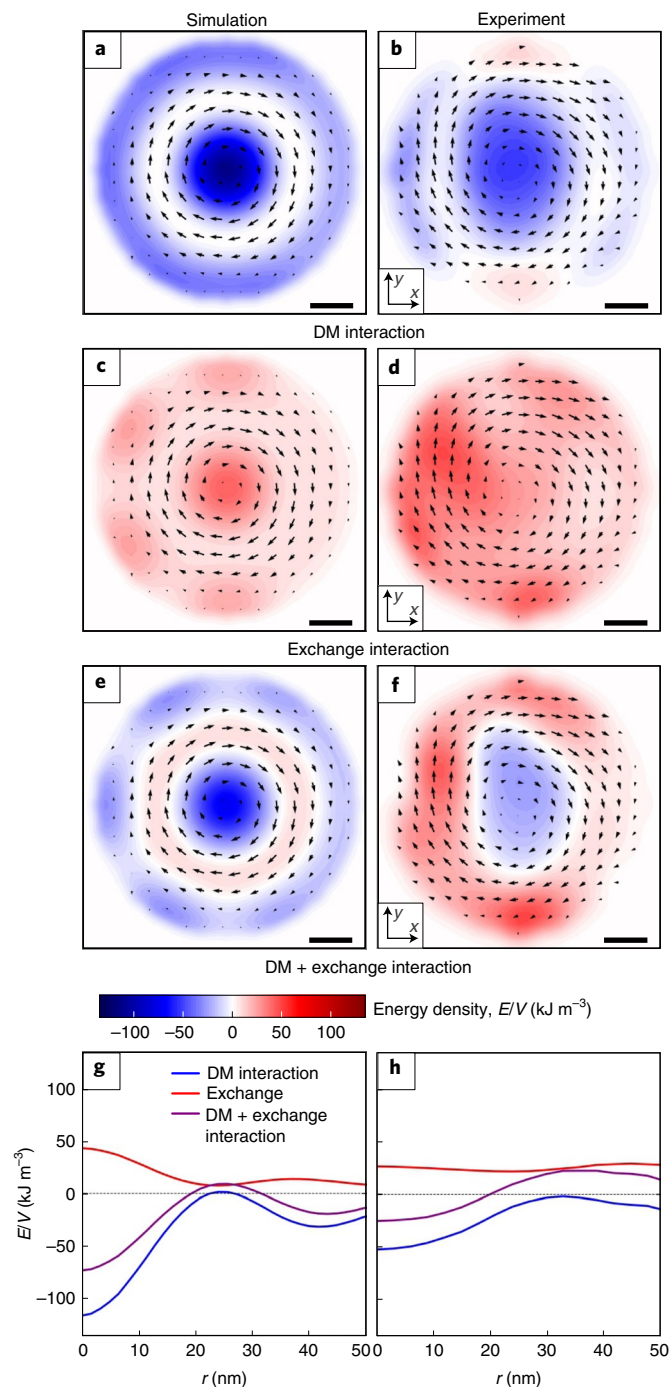 Simulation
Experiment
a
b
y
x
DM interaction
c
d
y
x
Exchange interaction
e
f
y
x
DM + exchange interaction
Energy density, E/V (kJ m⁻³)
−100 −50 0 50 100
g
h
DM interaction
Exchange
DM + exchange
interaction
E/V (kJ m⁻³)
100
50
0
−50
−100
0 10 20 30 40 50
0 10 20 30 40 50
r (nm)
r (nm)